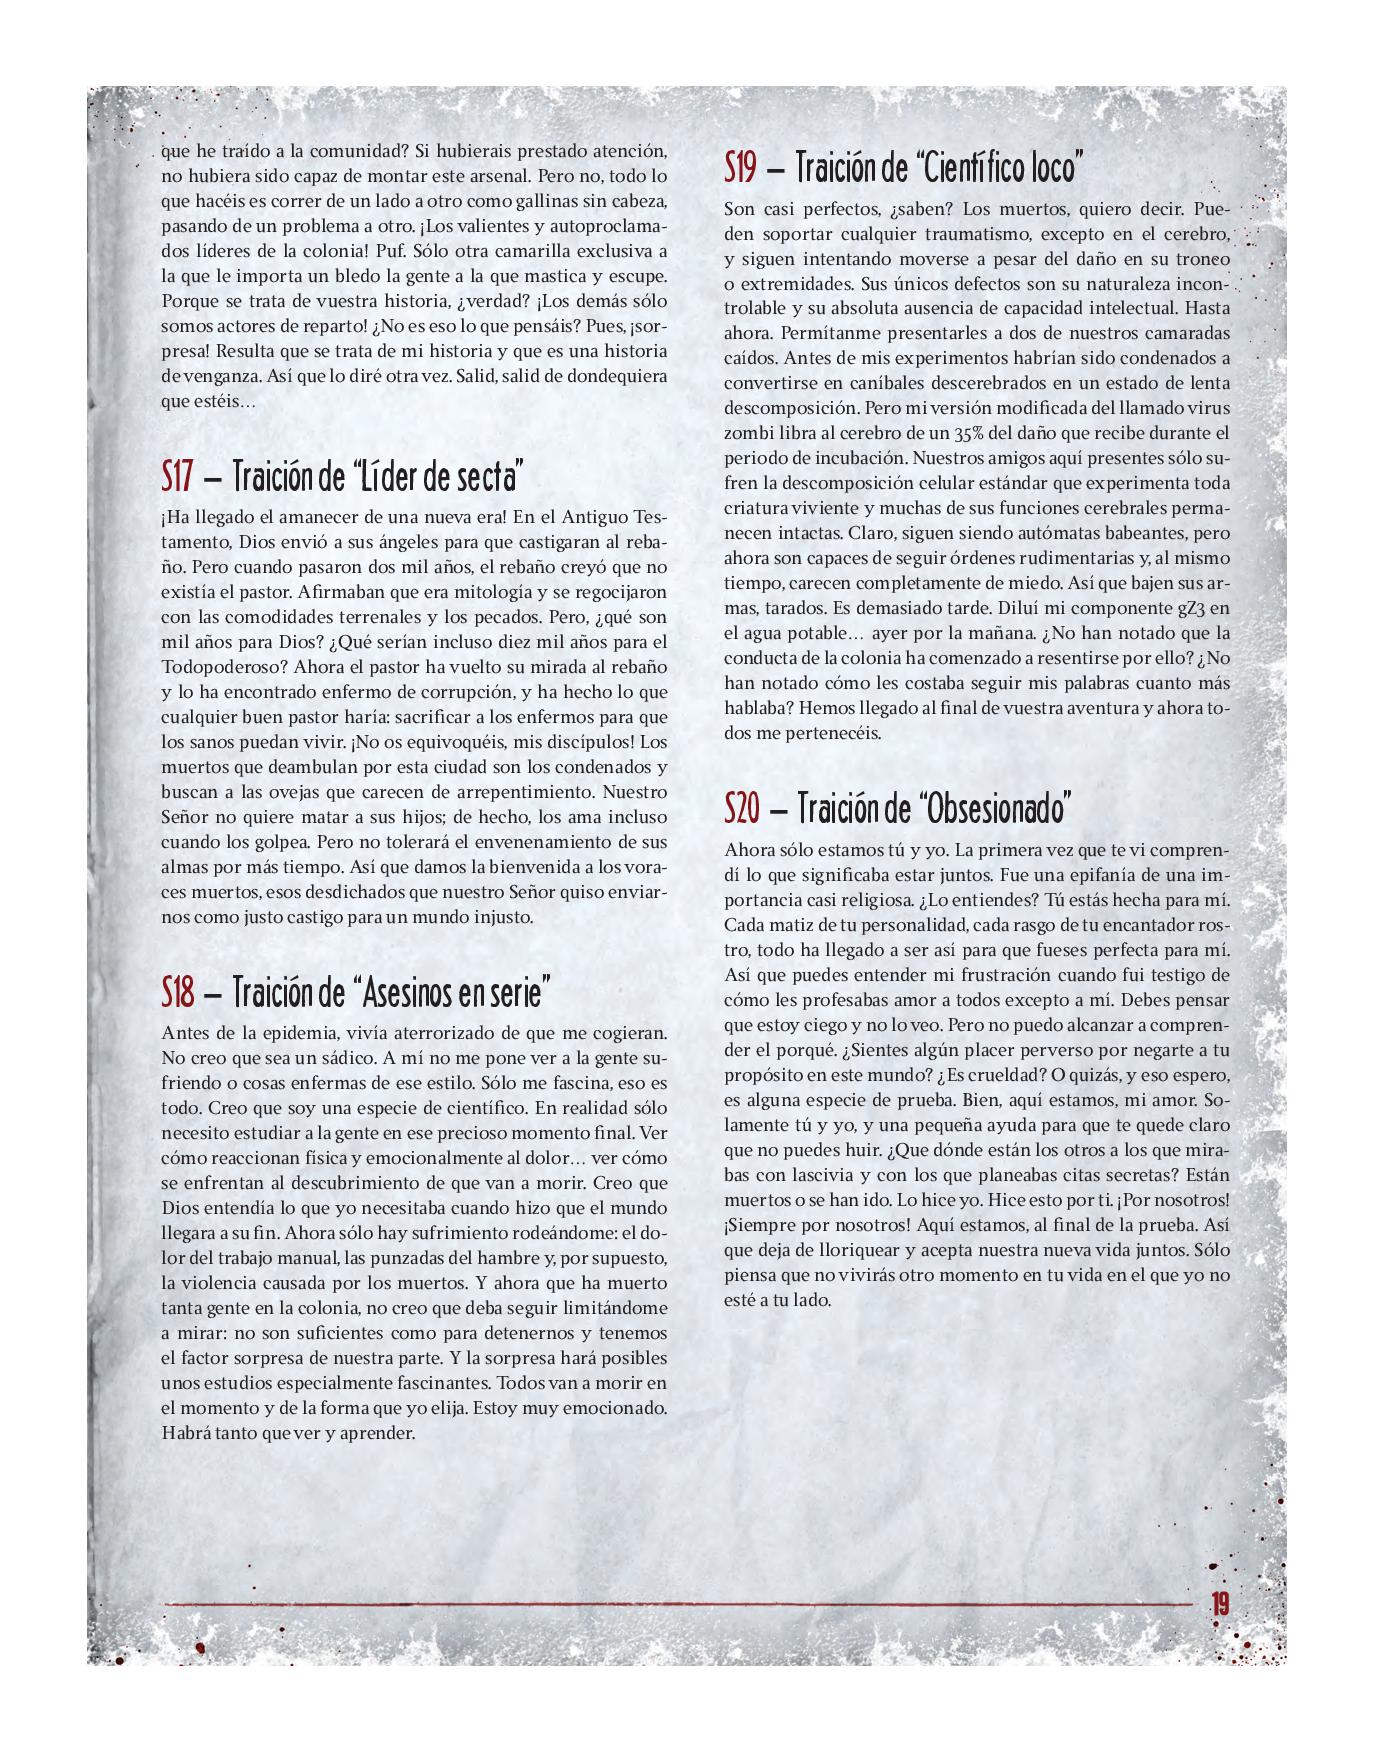 que he traído a la comunidad? Si hubierais prestado atención,
no hubiera sido capaz de montar este arsenal. Pero no, todo lo
que hacéis es correr de un lado a otro como gallinas sin cabeza,
pasando de un problema a otro. ¡Los valientes y autoproclama-
dos líderes de la colonia! Puf. Sólo otra camarilla exclusiva a
la que le importa un bledo la gente a la que mastica y escupe.
Porque se trata de vuestra historia, ¿verdad? ¡Los demás sólo
somos actores de reparto! ¿No es eso lo que pensáis? Pues, ¡sor-
presa! Resulta que se trata de mi historia y que es una historia
de venganza. Así que lo diré otra vez. Salid, salid de dondequiera
que estéis…
S17 – Traición de “Líder de secta”
¡Ha llegado el amanecer de una nueva era! En el Antiguo Tes-
tamento, Dios envió a sus ángeles para que castigaran al reba-
ño. Pero cuando pasaron dos mil años, el rebaño creyó que no
existía el pastor. Afirmaban que era mitología y se regocijaron
con las comodidades terrenales y los pecados. Pero, ¿qué son
mil años para Dios? ¿Qué serían incluso diez mil años para el
Todopoderoso? Ahora el pastor ha vuelto su mirada al rebaño
y lo ha encontrado enfermo de corrupción, y ha hecho lo que
cualquier buen pastor haría: sacrificar a los enfermos para que
los sanos puedan vivir. ¡No os equivoquéis, mis discípulos! Los
muertos que deambulan por esta ciudad son los condenados y
buscan a las ovejas que carecen de arrepentimiento. Nuestro
Señor no quiere matar a sus hijos; de hecho, los ama incluso
cuando los golpea. Pero no tolerará el envenenamiento de sus
almas por más tiempo. Así que damos la bienvenida a los vora-
ces muertos, esos desdichados que nuestro Señor quiso enviar-
nos como justo castigo para un mundo injusto.
S18 – Traición de “Asesinos en serie”
Antes de la epidemia, vivía aterrorizado de que me cogieran.
No creo que sea un sádico. A mí no me pone ver a la gente su-
friendo o cosas enfermas de ese estilo. Sólo me fascina, eso es
todo. Creo que soy una especie de científico. En realidad sólo
necesito estudiar a la gente en ese precioso momento final. Ver
cómo reaccionan física y emocionalmente al dolor… ver cómo
se enfrentan al descubrimiento de que van a morir. Creo que
Dios entendía lo que yo necesitaba cuando hizo que el mundo
llegara a su fin. Ahora sólo hay sufrimiento rodeándome: el do-
lor del trabajo manual, las punzadas del hambre y, por supuesto,
la violencia causada por los muertos. Y ahora que ha muerto
tanta gente en la colonia, no creo que deba seguir limitándome
a mirar: no son suficientes como para detenernos y tenemos
el factor sorpresa de nuestra parte. Y la sorpresa hará posibles
unos estudios especialmente fascinantes. Todos van a morir en
el momento y de la forma que yo elija. Estoy muy emocionado.
Habrá tanto que ver y aprender.
S19 – Traición de “Científico loco”
Son casi perfectos, ¿saben? Los muertos, quiero decir. Pue-
den soportar cualquier traumatismo, excepto en el cerebro,
y siguen intentando moverse a pesar del daño en su tronco
o extremidades. Sus únicos defectos son su naturaleza incon-
trolable y su absoluta ausencia de capacidad intelectual. Hasta
ahora. Permítanme presentarles a dos de nuestros camaradas
caídos. Antes de mis experimentos habrían sido condenados a
convertirse en caníbales descerebrados en un estado de lenta
descomposición. Pero mi versión modificada del llamado virus
zombi libra al cerebro de un 35% del daño que recibe durante el
periodo de incubación. Nuestros amigos aquí presentes sólo su-
fren la descomposición celular estándar que experimenta toda
criatura viviente y muchas de sus funciones cerebrales perma-
necen intactas. Claro, siguen siendo autómatas babeantes, pero
ahora son capaces de seguir órdenes rudimentarias y, al mismo
tiempo, carecen completamente de miedo. Así que bajen sus ar-
mas, tarados. Es demasiado tarde. Diluí mi componente gZ3 en
el agua potable… ayer por la mañana. ¿No han notado que la
conducta de la colonia ha comenzado a resentirse por ello? ¿No
han notado cómo les costaba seguir mis palabras cuanto más
hablaba? Hemos llegado al final de vuestra aventura y ahora to-
dos me pertenecéis.
S20 – Traición de “Obsesionado”
Ahora sólo estamos tú y yo. La primera vez que te vi compren-
dí lo que significaba estar juntos. Fue una epifanía de una im-
portancia casi religiosa. ¿Lo entiendes? Tú estás hecha para mí.
Cada matiz de tu personalidad, cada rasgo de tu encantador ros-
tro, todo ha llegado a ser así para que fueses perfecta para mí.
Así que puedes entender mi frustración cuando fui testigo de
cómo les profesabas amor a todos excepto a mí. Debes pensar
que estoy ciego y no lo veo. Pero no puedo alcanzar a compren-
der el porqué. ¿Sientes algún placer perverso por negarte a tu
propósito en este mundo? ¿Es crueldad? O quizás, y eso espero,
es alguna especie de prueba. Bien, aquí estamos, mi amor. So-
lamente tú y yo, y una pequeña ayuda para que te quede claro
que no puedes huir. ¿Que dónde están los otros a los que mira-
bas con lascivia y con los que planeabas citas secretas? Están
muertos o se han ido. Lo hice yo. Hice esto por ti. ¡Por nosotros!
¡Siempre por nosotros! Aquí estamos, al final de la prueba. Así
que deja de lloriquear y acepta nuestra nueva vida juntos. Sólo
piensa que no vivirás otro momento en tu vida en el que yo no
esté a tu lado.
19